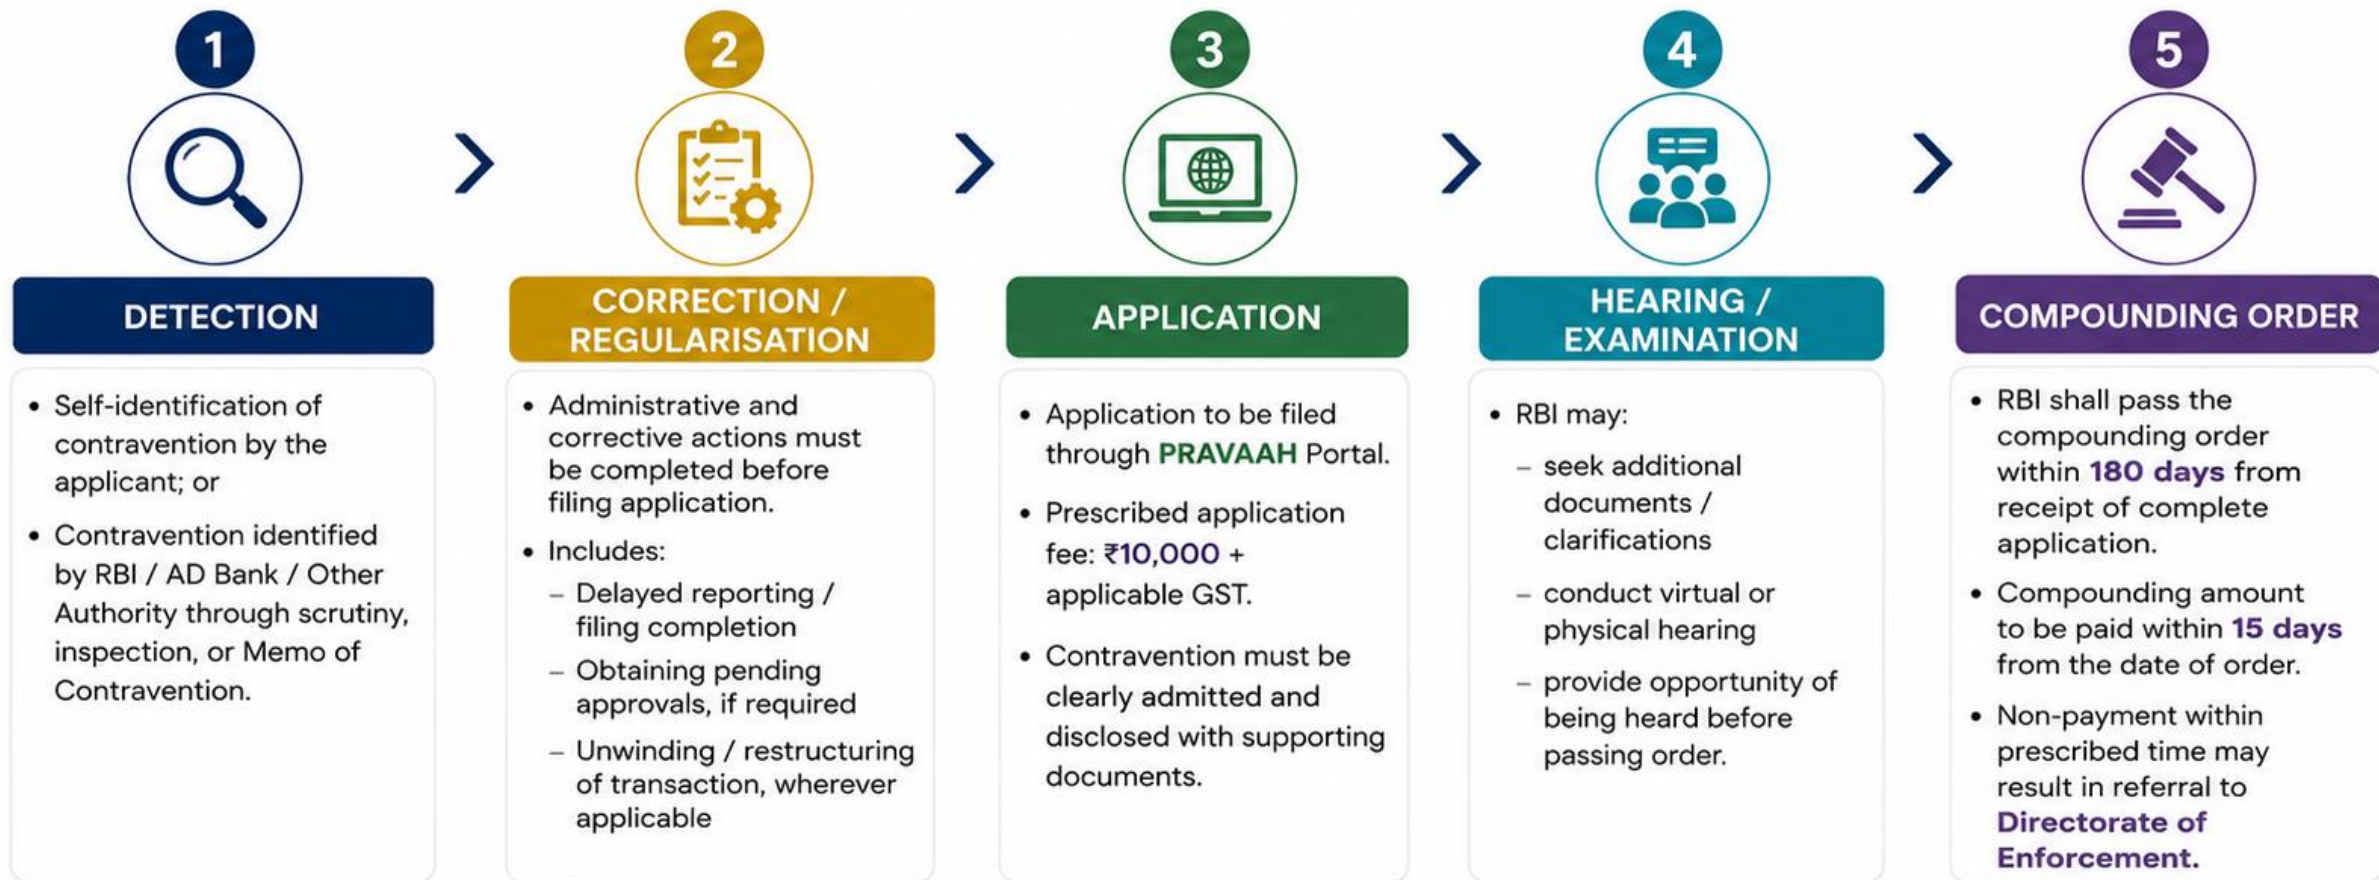 1
DETECTION
• Self-identification of
contravention by the
applicant; or
• Contravention identified
by RBI / AD Bank / Other
Authority through scrutiny,
inspection, or Memo of
Contravention.
2
CORRECTION /
REGULARISATION
• Administrative and
corrective actions must
be completed before
filing application.
• Includes:
– Delayed reporting /
filing completion
– Obtaining pending
approvals, if required
– Unwinding / restructuring
of transaction, wherever
applicable
3
APPLICATION
• Application to be filed
through PRAVAAH Portal.
• Prescribed application
fee: ₹10,000 +
applicable GST.
• Contravention must be
clearly admitted and
disclosed with supporting
documents.
4
HEARING /
EXAMINATION
• RBI may:
– seek additional
documents /
clarifications
– conduct virtual or
physical hearing
– provide opportunity of
being heard before
passing order.
5
COMPOUNDING ORDER
• RBI shall pass the
compounding order
within 180 days from
receipt of complete
application.
• Compounding amount
to be paid within 15 days
from the date of order.
• Non-payment within
prescribed time may
result in referral to
Directorate of
Enforcement.